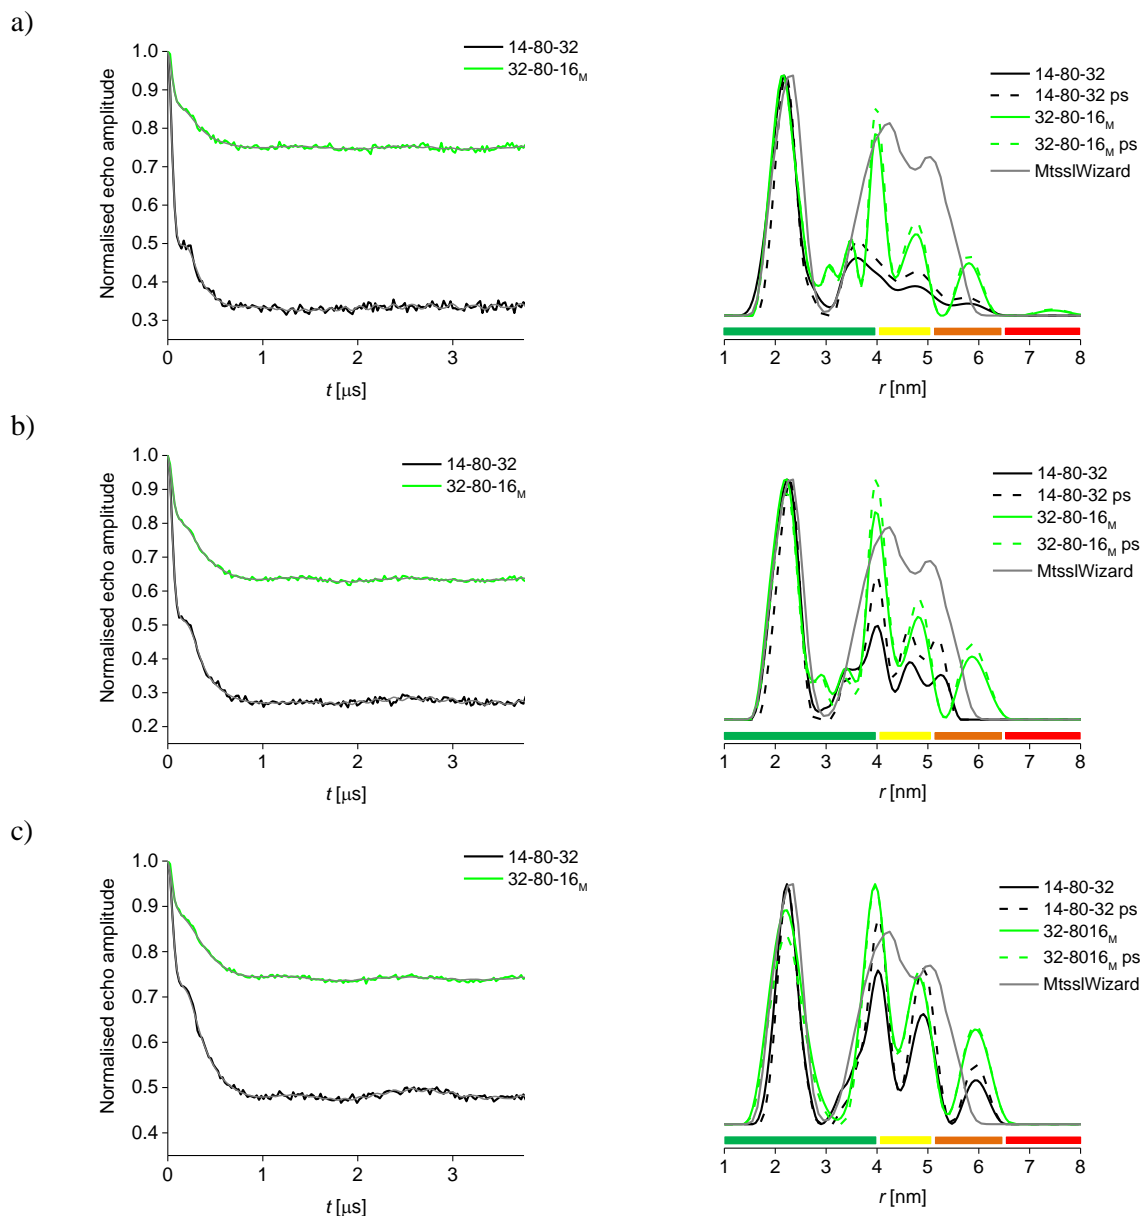 a)
Normalised echo amplitude
1.0
0.9
0.8
0.7
0.6
0.5
0.4
0.3
0
1
2
3
t [μs]
14-80-32
32-80-16M
14-80-32
14-80-32 ps
32-80-16M
32-80-16M ps
MtsslWizard
1 2 3 4 5 6 7 8
r [nm]
b)
Normalised echo amplitude
1.0
0.9
0.8
0.7
0.6
0.5
0.4
0.3
0.2
0
1
2
3
t [μs]
14-80-32
32-80-16M
14-80-32
14-80-32 ps
32-80-16M
32-80-16M ps
MtsslWizard
1 2 3 4 5 6 7 8
r [nm]
c)
Normalised echo amplitude
1.0
0.9
0.8
0.7
0.6
0.5
0.4
0
1
2
3
t [μs]
14-80-32
32-80-16M
14-80-32
14-80-32 ps
32-8016M
32-8016M ps
MtsslWizard
1 2 3 4 5 6 7 8
r [nm]